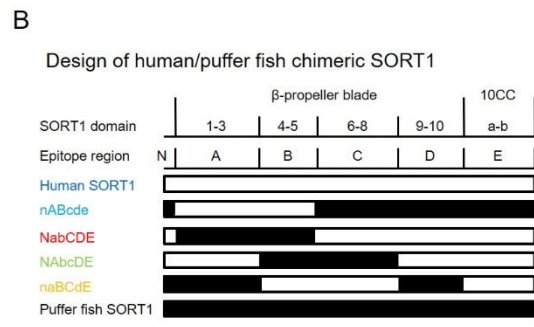 B
Design of human/puffer fish chimeric SORT1
β-propeller blade 10CC
SORT1 domain 1-3 4-5 6-8 9-10 a-b
Epitope region N A B C D E
Human SORT1
nABcde
NabCDE
NAbcDE
naBCdE
Puffer fish SORT1